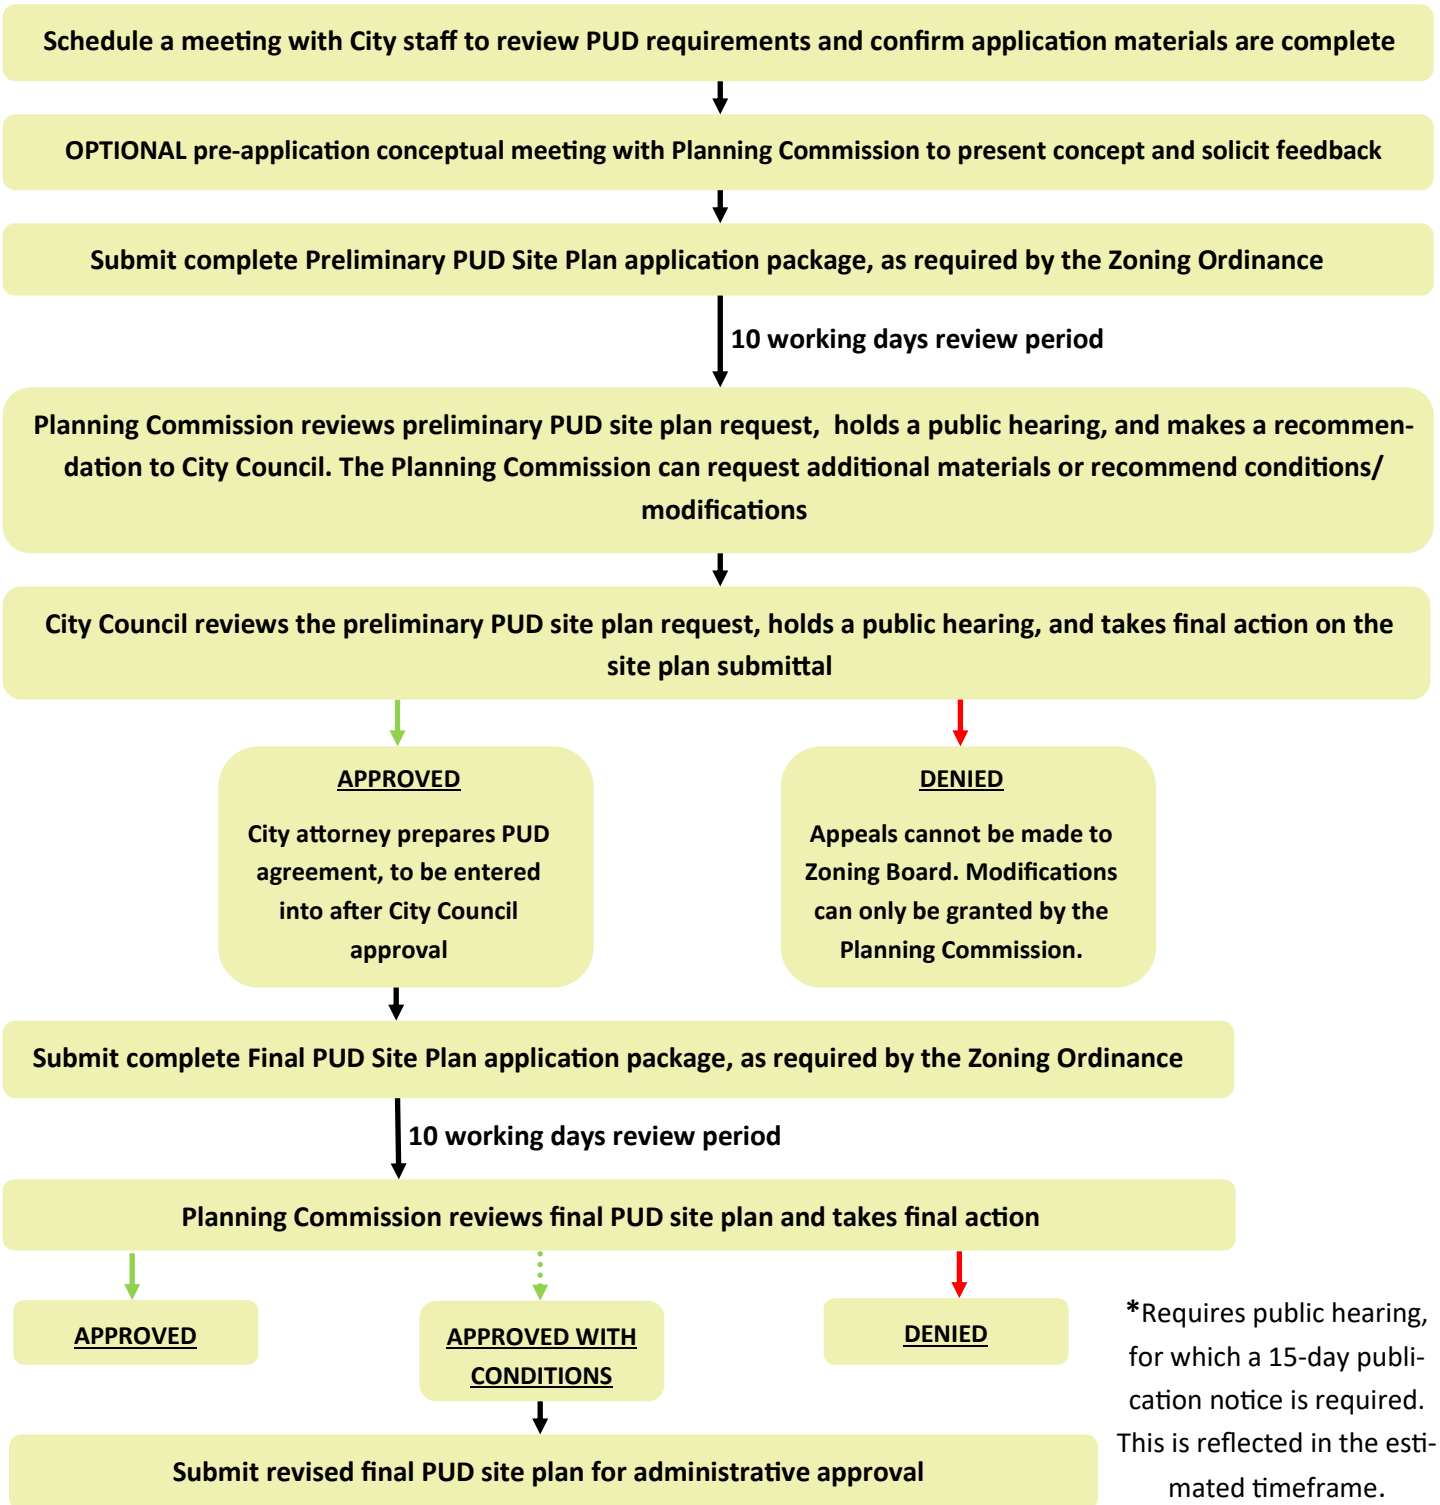 Schedule a meeting with City staff to review PUD requirements and confirm application materials are complete
OPTIONAL pre-application conceptual meeting with Planning Commission to present concept and solicit feedback
Submit complete Preliminary PUD Site Plan application package, as required by the Zoning Ordinance
10 working days review period
Planning Commission reviews preliminary PUD site plan request,  holds a public hearing, and makes a recommen-
dation to City Council. The Planning Commission can request additional materials or recommend conditions/
modifications
City Council reviews the preliminary PUD site plan request, holds a public hearing, and takes final action on the
site plan submittal
APPROVED
City attorney prepares PUD
agreement, to be entered
into after City Council
approval
DENIED
Appeals cannot be made to
Zoning Board. Modifications
can only be granted by the
Planning Commission.
Submit complete Final PUD Site Plan application package, as required by the Zoning Ordinance
10 working days review period
Planning Commission reviews final PUD site plan and takes final action
APPROVED
APPROVED WITH
CONDITIONS
DENIED
Submit revised final PUD site plan for administrative approval
*Requires public hearing,
for which a 15-day publi-
cation notice is required.
This is reflected in the esti-
mated timeframe.